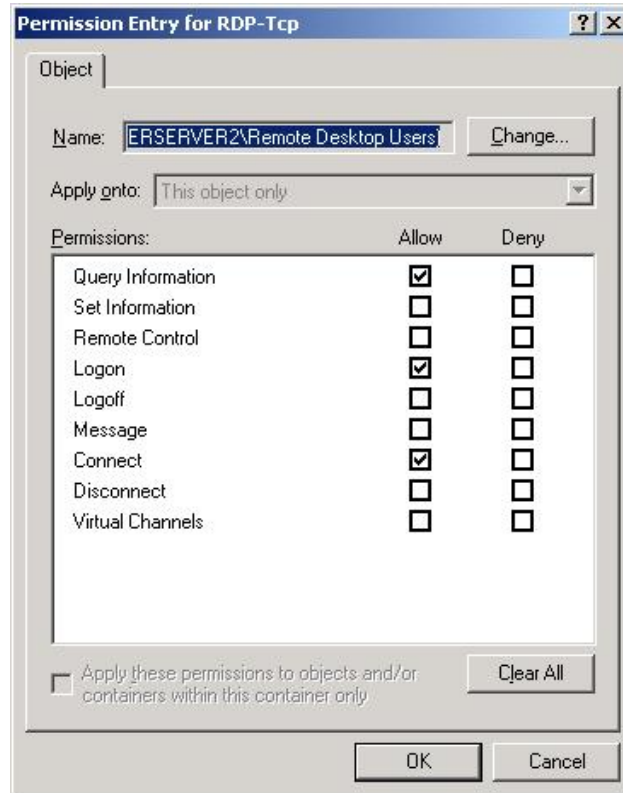 Permission Entry for RDP-Tcp
Object
Name: ERSERVER2\Remote Desktop Users) Change...
Apply onto: This object only
Permissions: Allow Deny
Query Information
Set Information
Remote Control
Logon
Logoff
Message
Connect
Disconnect
Virtual Channels
Apply these permissions to objects and/or
containers within this container only
Clear All
OK Cancel